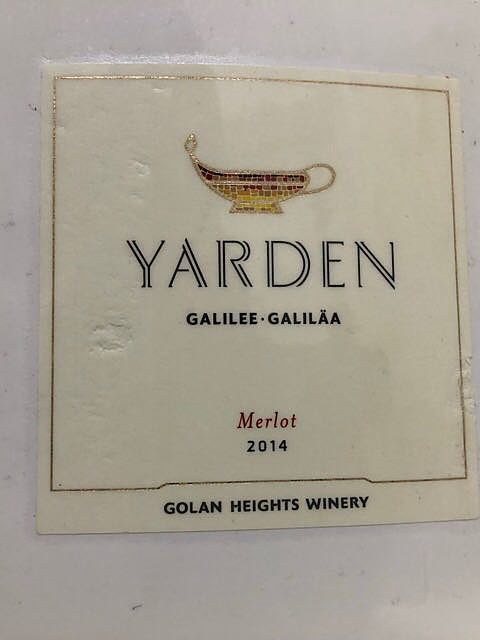 YARDEN
GALILEE·GALILÄA
Merlot
2014
GOLAN HEIGHTS WINERY